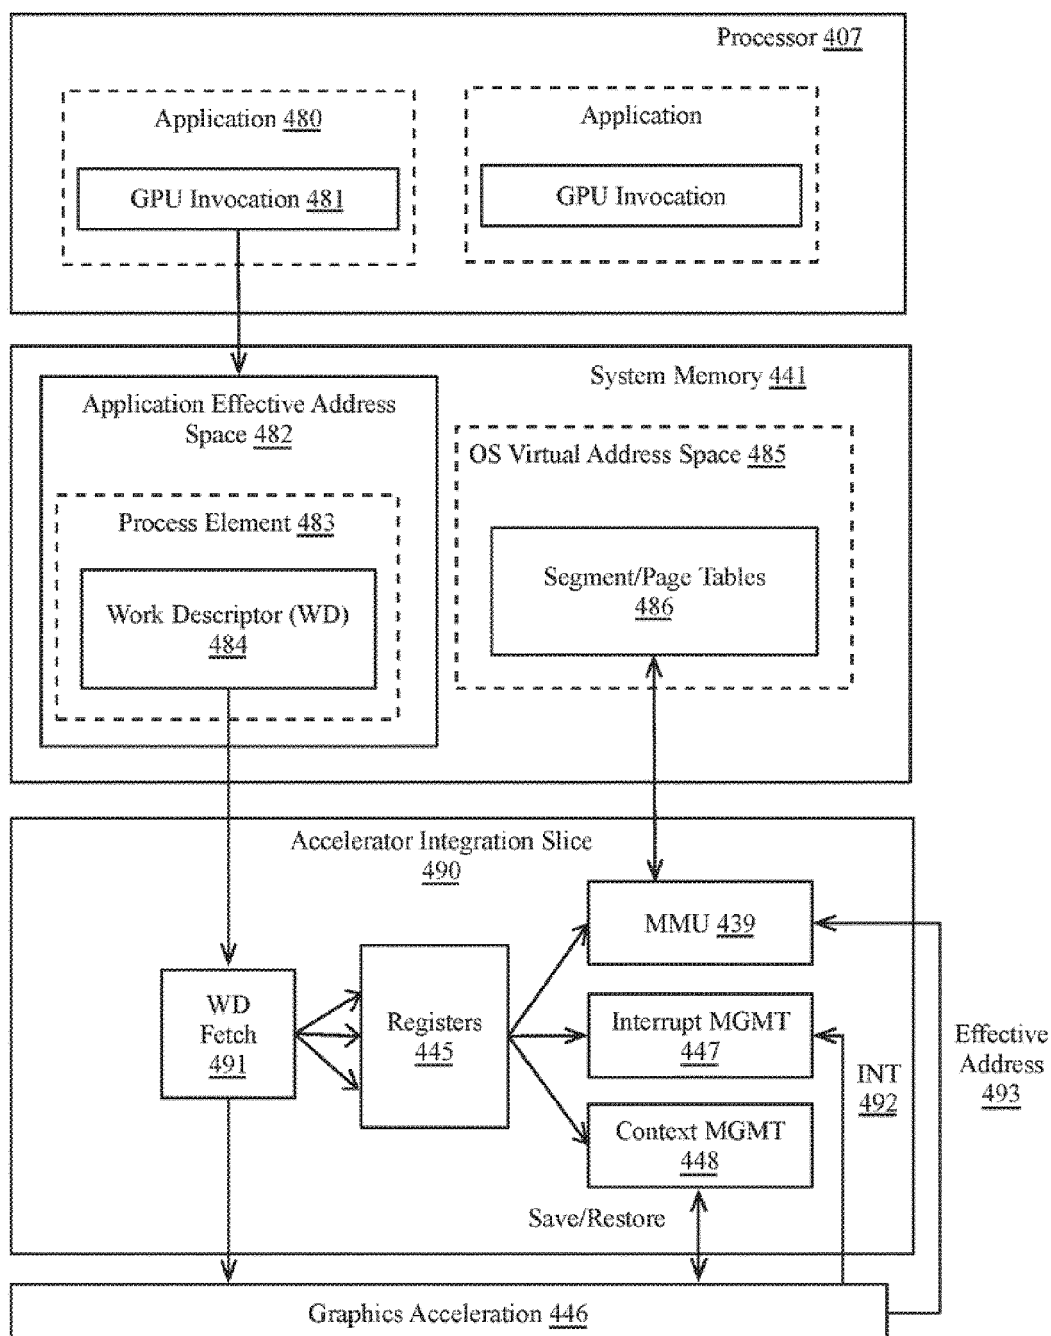 Processor 407
Application 480
GPU Invocation 481
Application
GPU Invocation
System Memory 441
Application Effective Address
Space 482
Process Element 483
Work Descriptor (WD)
484
OS Virtual Address Space 485
Segment/Page Tables
486
Accelerator Integration Slice
490
WD
Fetch
491
Registers
445
MMU 439
Interrupt MGMT
447
Context MGMT
448
Save/Restore
INT
492
Effective
Address
493
Graphics Acceleration 446